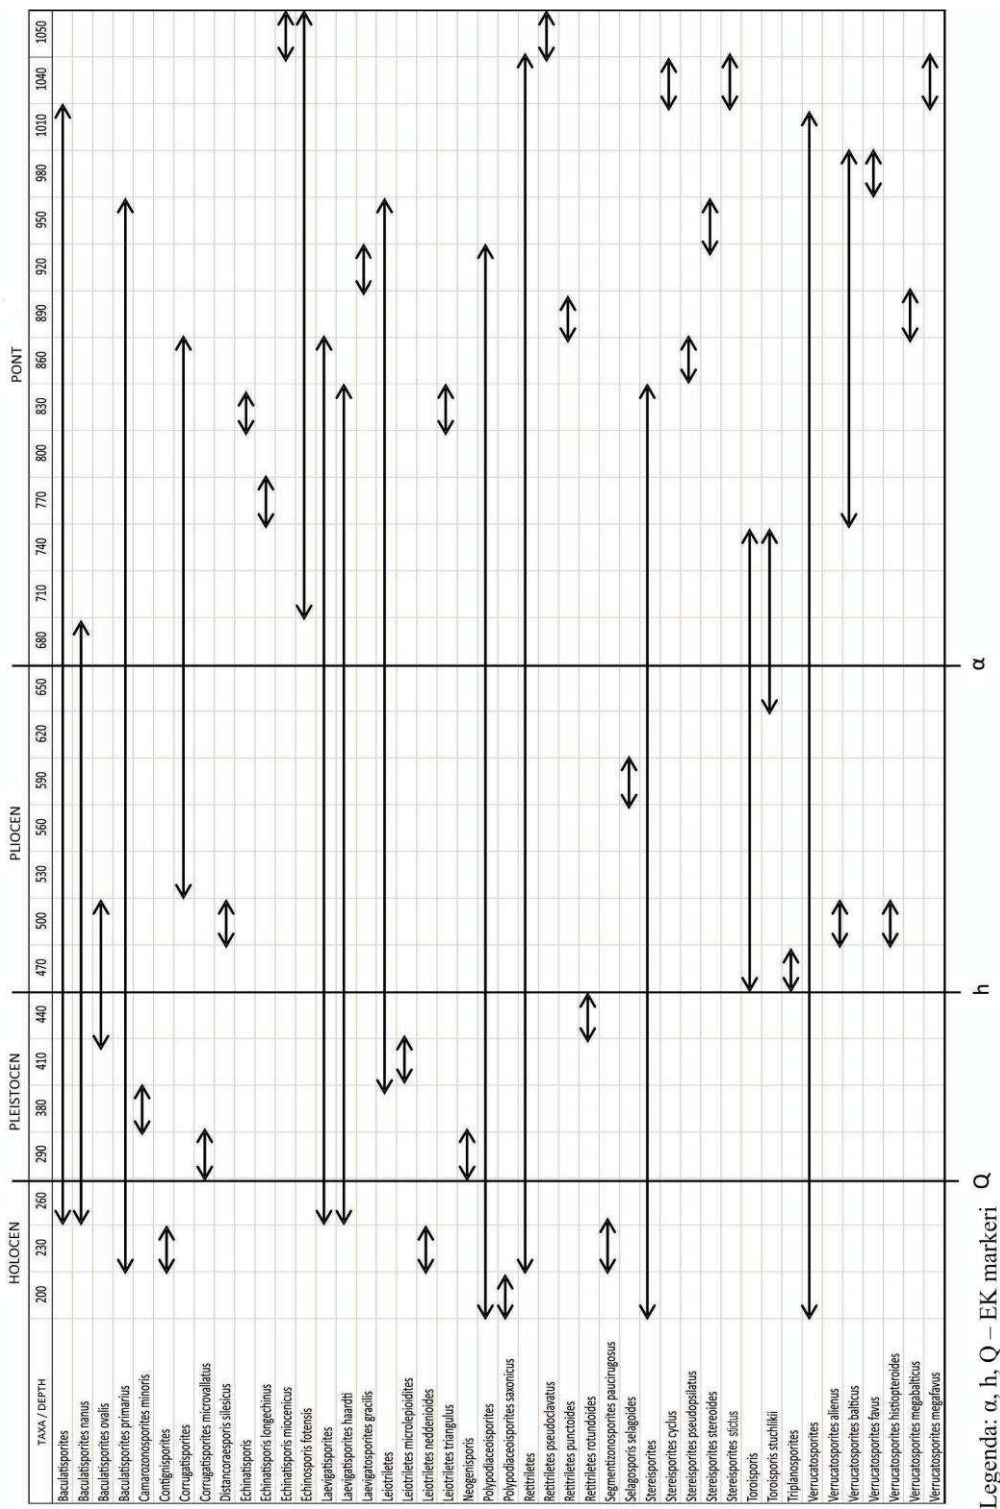 HOLOCEN PLEISTOCEN PLIOCEN PONT
TAXA / DEPTH 200 230 260 290 380 410 440 470 500 530 560 590 620 650 680 710 740 770 800 830 860 890 920 950 980 1010 1040 1050
Baculatisporites
Baculatisporites nanus
Baculatisporites ovalis
Baculatisporites primarius
Camarozonosporites minoris
Contignisporites
Corrugatisporites
Corrugatisporites microvallatus
Distancoraesporis silesicus
Echinatisporis
Echinatisporis longechinus
Echinatisporis miocenicus
Echinosporis fotensis
Laevigatisporites
Laevigatisporites haardti
Laevigatosporites gracilis
Leiotriletes
Leiotriletes microlepioidites
Leiotriletes neddenioides
Leiotriletes triangulus
Neogenisporis
Polypodiaceoisporites
Polypodiaceoisporites saxonicus
Retitriletes
Retitriletes pseudoclavatus
Retitriletes punctoides
Retitriletes rotundoides
Segmentizonosporites paucirugosus
Selagosporis selagoides
Stereisporites
Stereisporites cyclus
Stereisporites pseudopsilatus
Stereisporites stereoides
Stereisporites stictus
Toroisporis
Toroisporis stuchlikii
Triplanosporites
Verrucatosporites
Verrucatosporites alienus
Verrucatosporites balticus
Verrucatosporites favus
Verrucatosporites histiopteroides
Verrucatosporites megabalticus
Verrucatosporites megafavus
Q h α
Legenda: α, h, Q – EK markeri